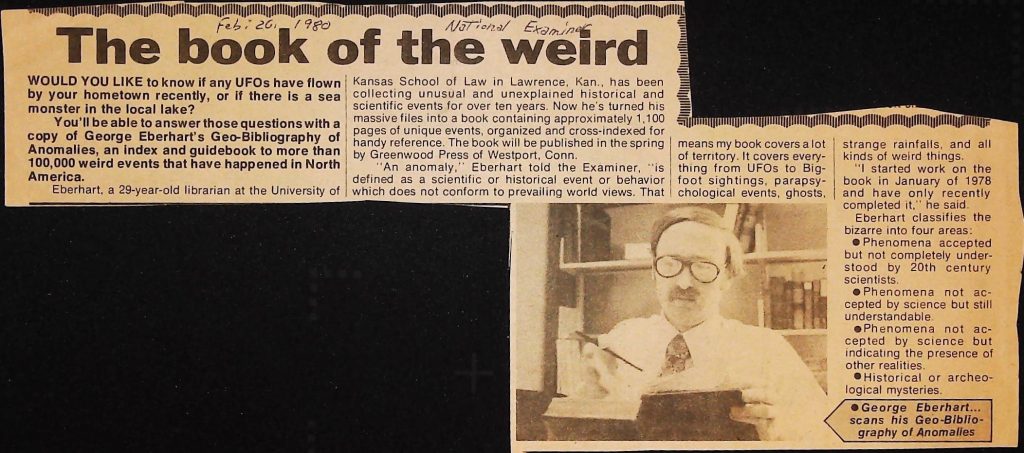 Feb: 26, 1980 National Examiner
The book of the weird
WOULD YOU LIKE to know if any UFOs have flown
by your hometown recently, or if there is a sea
monster in the local lake?
You'll be able to answer those questions with a
copy of George Eberhart's Geo-Bibliography of
Anomalies, an index and guidebook to more than
100,000 weird events that have happened in North
America.
Eberhart, a 29-year-old librarian at the University of
Kansas School of Law in Lawrence, Kan., has been
collecting unusual and unexplained historical and
scientific events for over ten years. Now he's turned his
massive files into a book containing approximately 1,100
pages of unique events, organized and cross-indexed for
handy reference. The book will be published in the spring
by Greenwood Press of Westport, Conn.
"An anomaly," Eberhart told the Examiner, "is
defined as a scientific or historical event or behavior
which does not conform to prevailing world views. That
means my book covers a lot
of territory. It covers every-
thing from UFOs to Big-
foot sightings, parapsy-
chological events, ghosts,
strange rainfalls, and all
kinds of weird things.
"I started work on the
book in January of 1978
and have only recently
completed it," he said.
Eberhart classifies the
bizarre into four areas:
●Phenomena accepted
but not completely under-
stood by 20th century
scientists.
●Phenomena not ac-
cepted by science but still
understandable.
●Phenomena not ac-
cepted by science but
indicating the presence of
other realities.
●Historical or archeo-
logical mysteries.
●George Eberhart...
scans his Geo-Biblio-
graphy of Anomalies